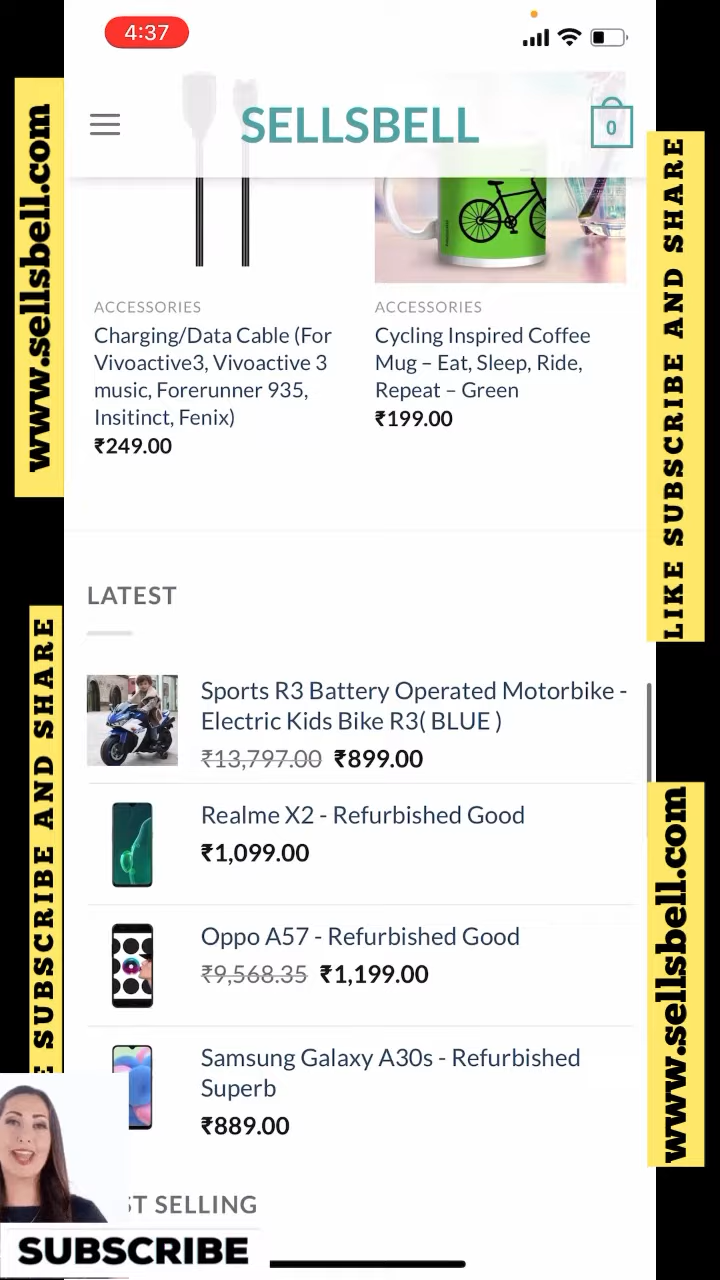 4:37
SELLSBELL
0
www.sellsbell.com
LIKE SUBSCRIBE AND SHARE
ACCESSORIES
Charging/Data Cable (For
Vivoactive3, Vivoactive 3
music, Forerunner 935,
Insitinct, Fenix)
₹249.00
ACCESSORIES
Cycling Inspired Coffee
Mug – Eat, Sleep, Ride,
Repeat – Green
₹199.00
LATEST
Sports R3 Battery Operated Motorbike -
Electric Kids Bike R3( BLUE )
₹13,797.00 ₹899.00
Realme X2 - Refurbished Good
₹1,099.00
Oppo A57 - Refurbished Good
₹9,568.35 ₹1,199.00
Samsung Galaxy A30s - Refurbished
Superb
₹889.00
E SUBSCRIBE AND SHARE
www.sellsbell.com
ST SELLING
SUBSCRIBE